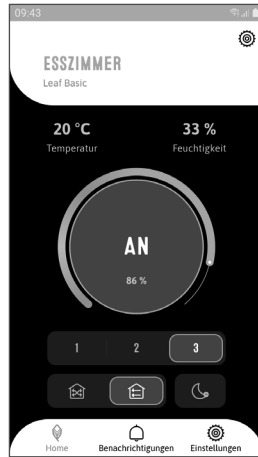 09:43
ESSZIMMER
Leaf Basic
20 °C 33 %
Temperatur Feuchtigkeit
AN
86 %
1 2 3
Home Benachrichtigungen Einstellungen